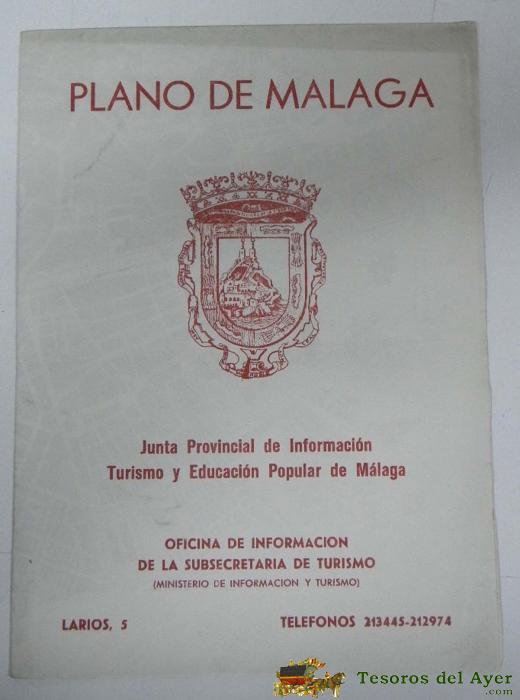 PLANO DE MALAGA
Junta Provincial de Información
Turismo y Educación Popular de Málaga
OFICINA DE INFORMACION
DE LA SUBSECRETARIA DE TURISMO
(MINISTERIO DE INFORMACION Y TURISMO)
LARIOS, 5 TELEFONOS 213445-212974
Tesoros del Ayer
.com